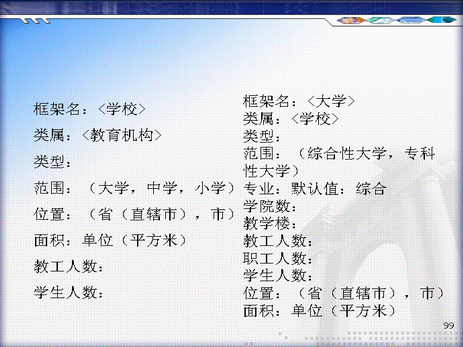 框架名：<学校>
类属：<教育机构>
类型：
范围：（大学，中学，小学）
位置：（省（直辖市），市）
面积：单位（平方米）
教工人数：
学生人数：
框架名：<大学>
类属：<学校>
类型：
范围：（综合性大学，专科
性大学）
专业：默认值：综合
学院数：
教学楼：
教工人数：
职工人数：
学生人数：
位置：（省（直辖市），市）
面积：单位（平方米）
99